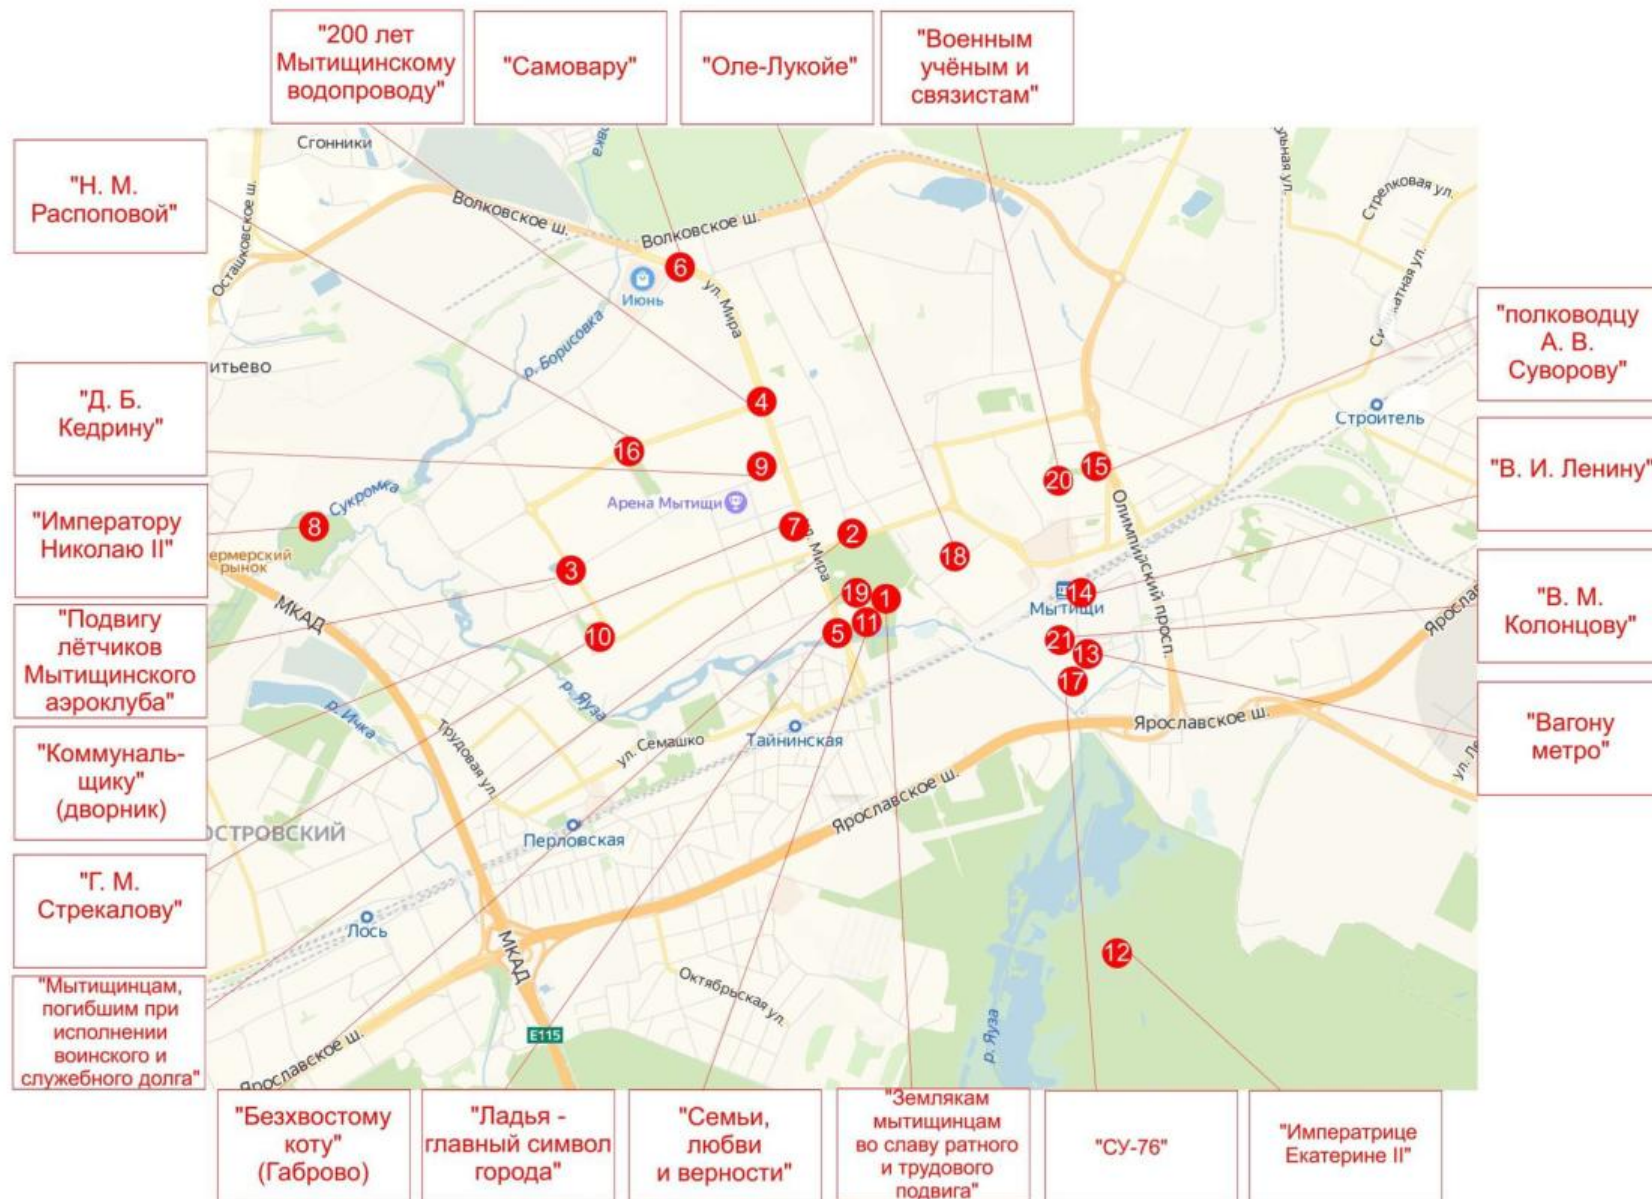 "200 лет
Мытищинскому
водопроводу"
"Самовару"
"Оле-Лукойе"
"Военным
учёным и
связистам"
"Н. М.
Распоповой"
"Д. Б.
Кедрину"
"Императору
Николаю II"
"Подвигу
лётчиков
Мытищинского
аэроклуба"
"Коммуналь-
щику"
(дворник)
"Г. М.
Стрекалову"
"Мытищинцам,
погибшим при
исполнении
воинского и
служебного долга"
Сгонники
Осташковское ш.
Волковское ш.
Волковское ш.
Стрелковая ул.
6
Июнь
ул. Мира
р. Борисовка
4
16
9
Арена Мытищи
Строитель
20
15
Сукромка
8
7
2
ул. Мира
18
Олимпийский просп.
3
19
1
14
Мытищи
МКАД
10
5
11
21
13
17
р. Яуза
р. Ичка
Трудовая ул.
ул. Семашко
Тайнинская
Ярославское ш.
Ярославское ш.
ОСТРОВСКИЙ
Перловская
Лось
МКАД
12
Октябрьская ул.
E115
р. Яуза
Ярославское ш.
"полководцу
А. В.
Суворову"
"В. И. Ленину"
"В. М.
Колонцову"
"Вагону
метро"
"Безхвостому
коту"
(Габрово)
"Ладья -
главный символ
города"
"Семьи,
любви
и верности"
"Землякам
мытищинцам
во славу ратного
и трудового
подвига"
"СУ-76"
"Императрице
Екатерине II"